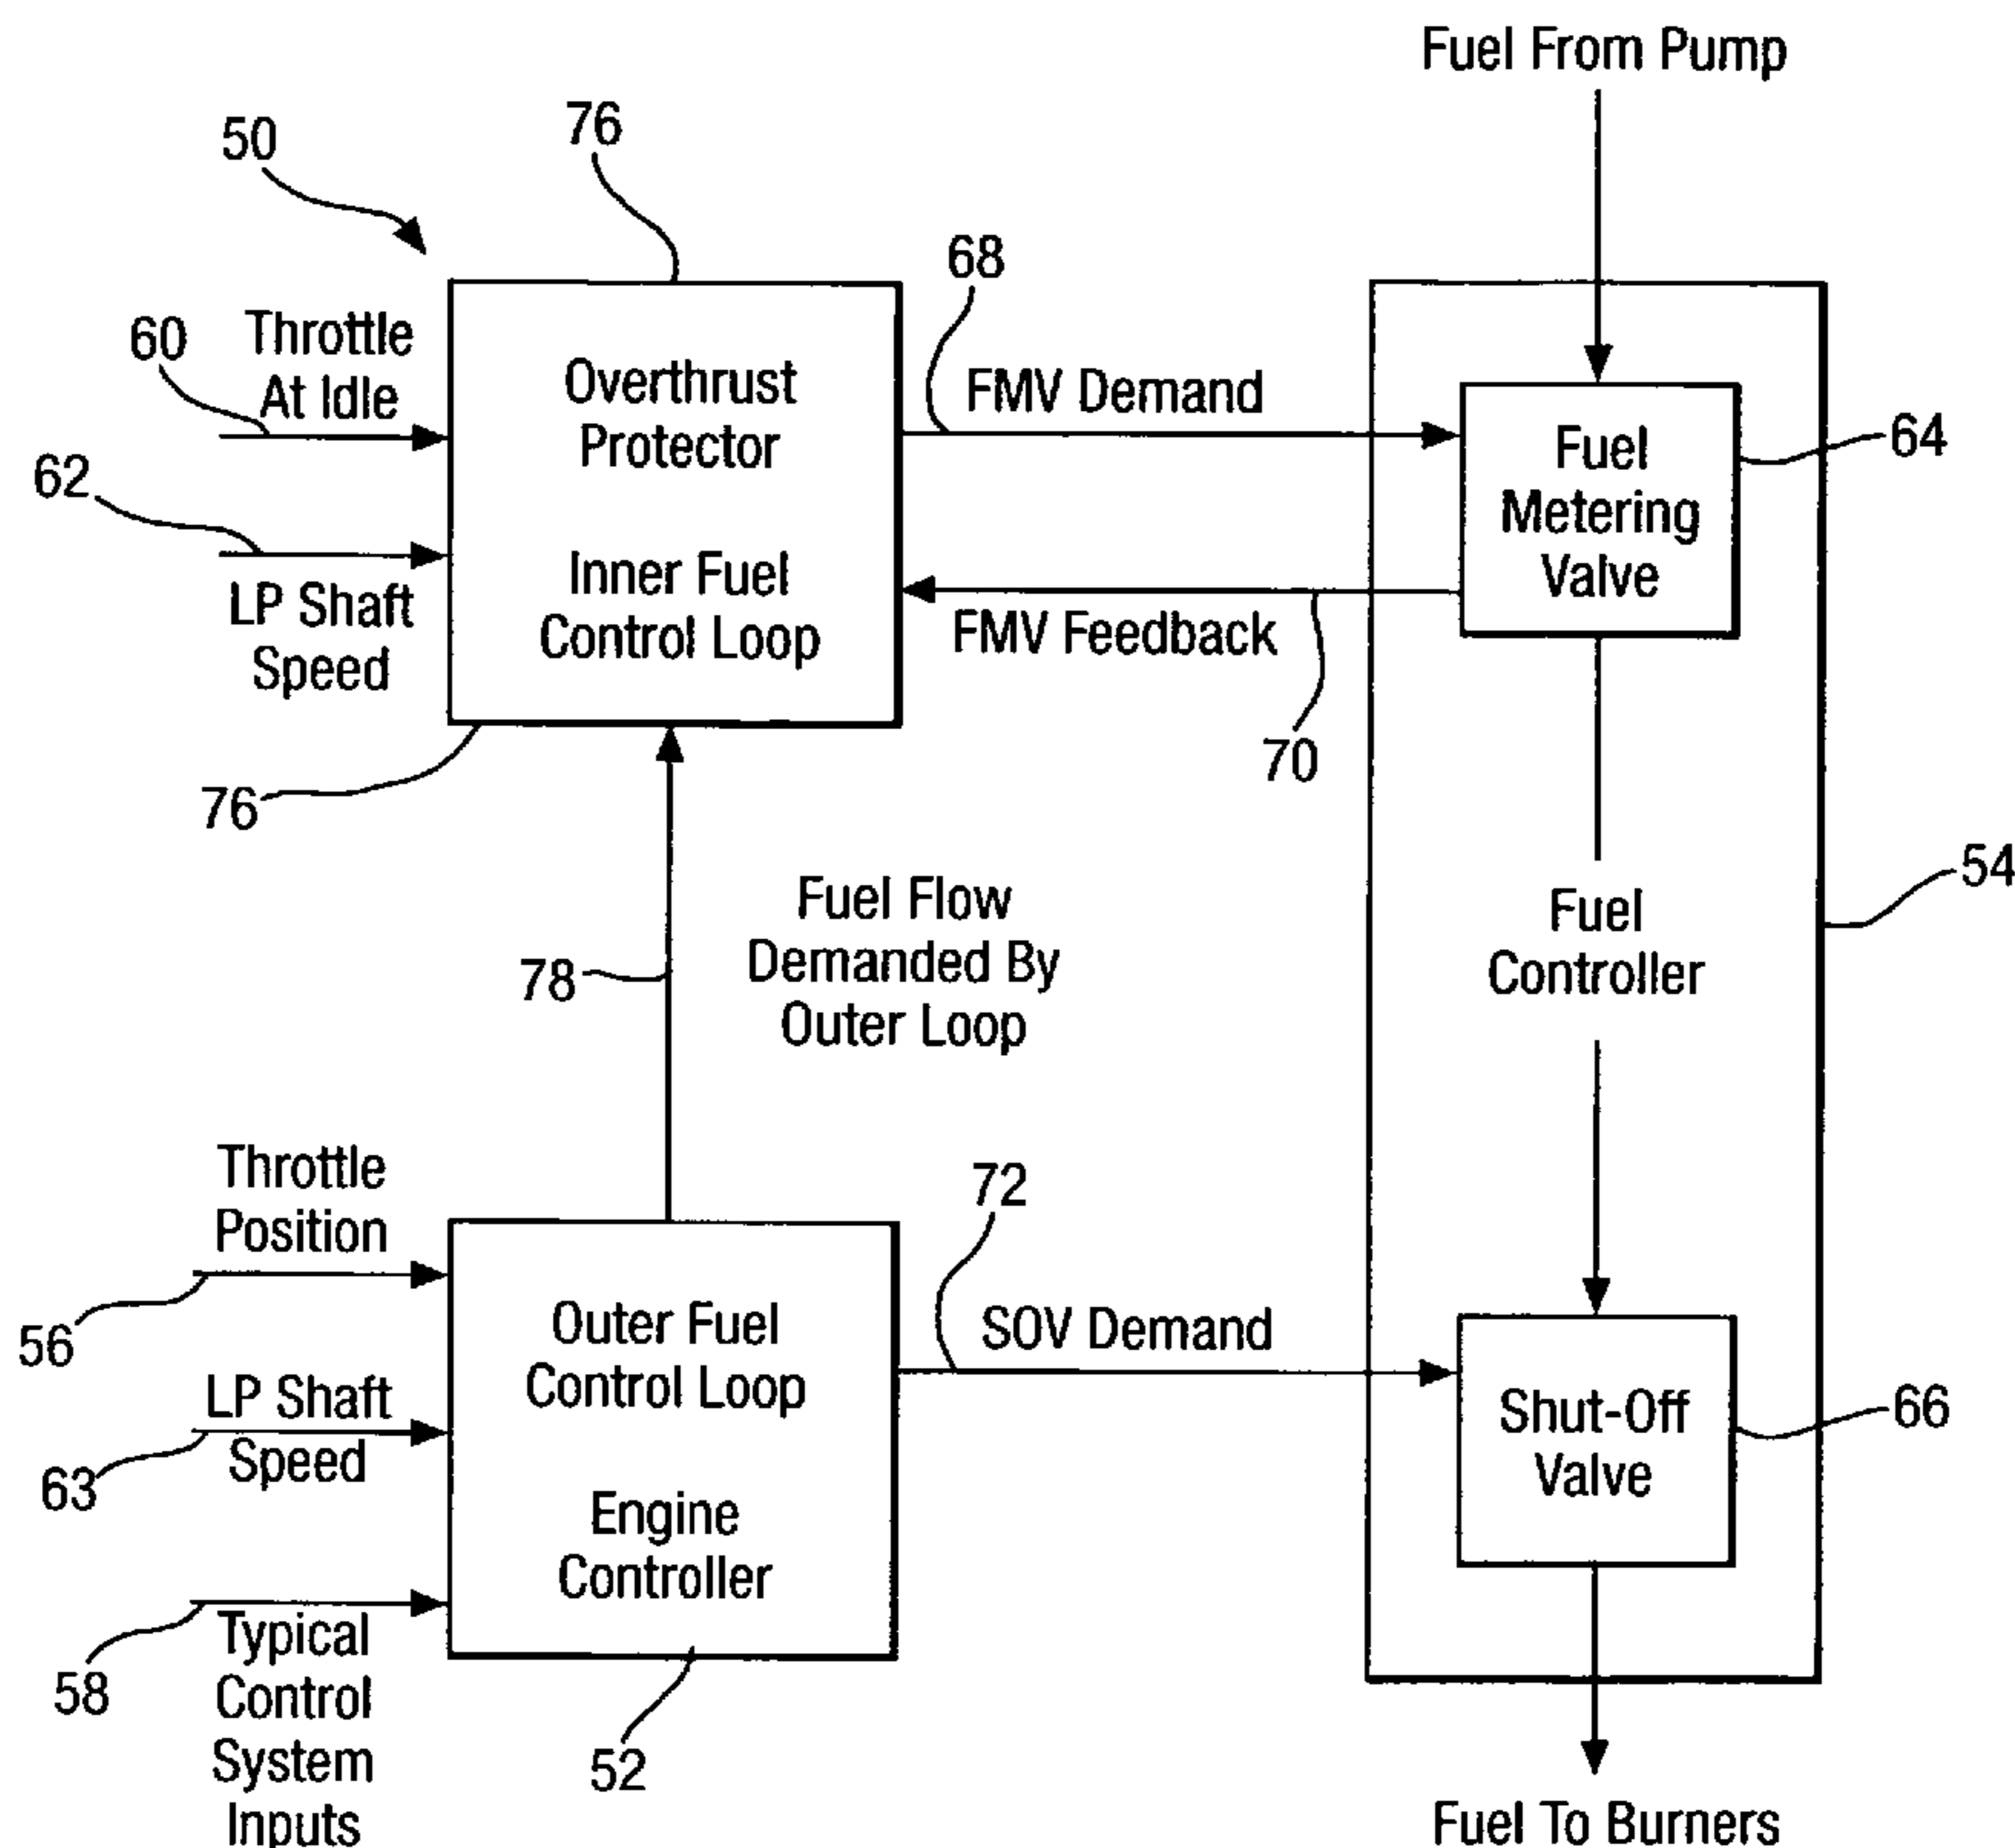 Fuel From Pump
76
50
68
60
Throttle
At Idle
Overthrust
Protector
FMV Demand
Fuel
Metering
Valve
64
62
LP Shaft
Speed
Inner Fuel
Control Loop
FMV Feedback
70
76
54
Fuel Flow
Demanded By
Outer Loop
78
Fuel
Controller
Throttle
Position
72
56
Outer Fuel
Control Loop
SOV Demand
LP Shaft
Speed
63
Shut-Off
Valve
66
Engine
Controller
58
Typical
Control
System
Inputs
52
Fuel To Burners